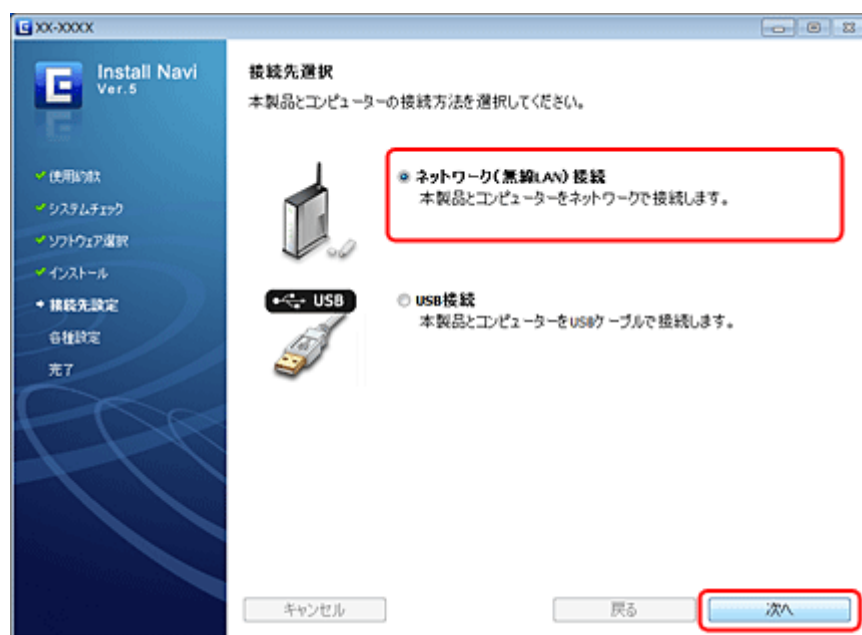 XX-XXXX
Install Navi
Ver.5
使用約款
システムチェック
ソフトウェア選択
インストール
接続先設定
各種設定
完了
接続先選択
本製品とコンピューターの接続方法を選択してください。
ネットワーク(無線LAN)接続
本製品とコンピューターをネットワークで接続します。
USB
USB接続
本製品とコンピューターをUSBケーブルで接続します。
キャンセル
戻る
次へ